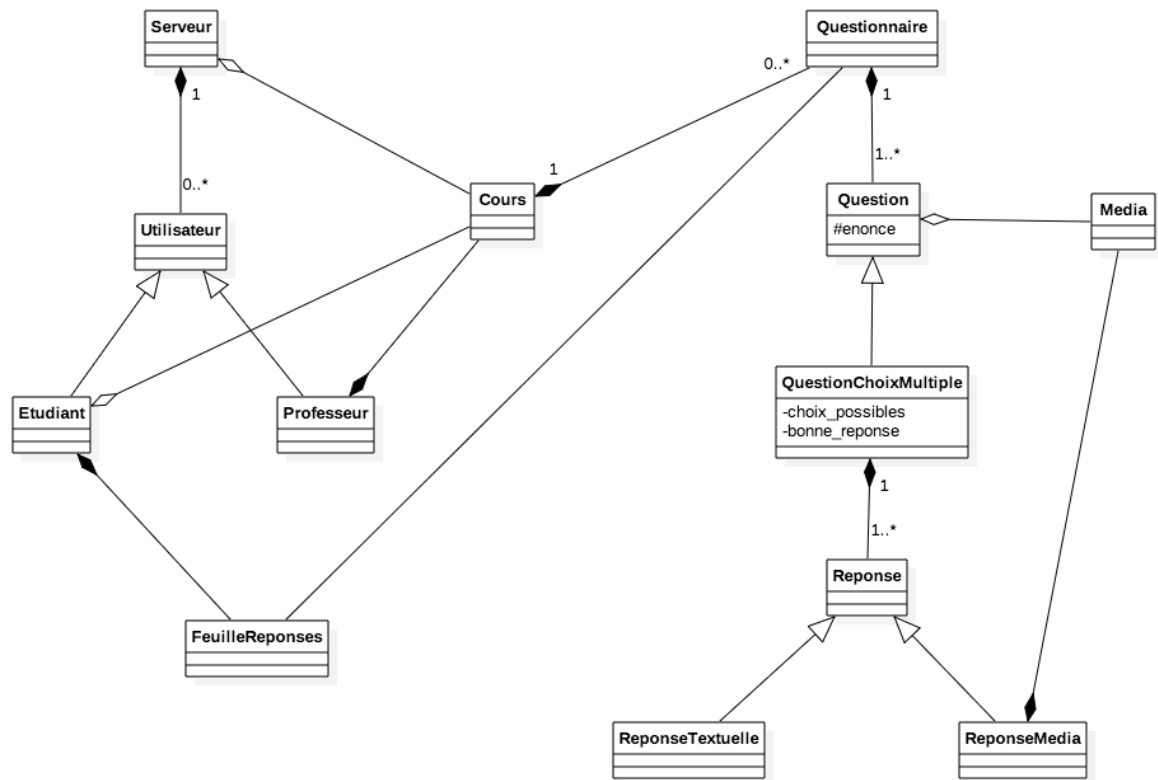 Serveur
Questionnaire
0..*
1
1
1..*
1
0..*
Cours
Question
#enonce
Media
Utilisateur
QuestionChoixMultiple
-choix_possibles
-bonne_reponse
Etudiant
Professeur
1
1..*
Reponse
FeuilleReponses
ReponseTextuelle
ReponseMedia